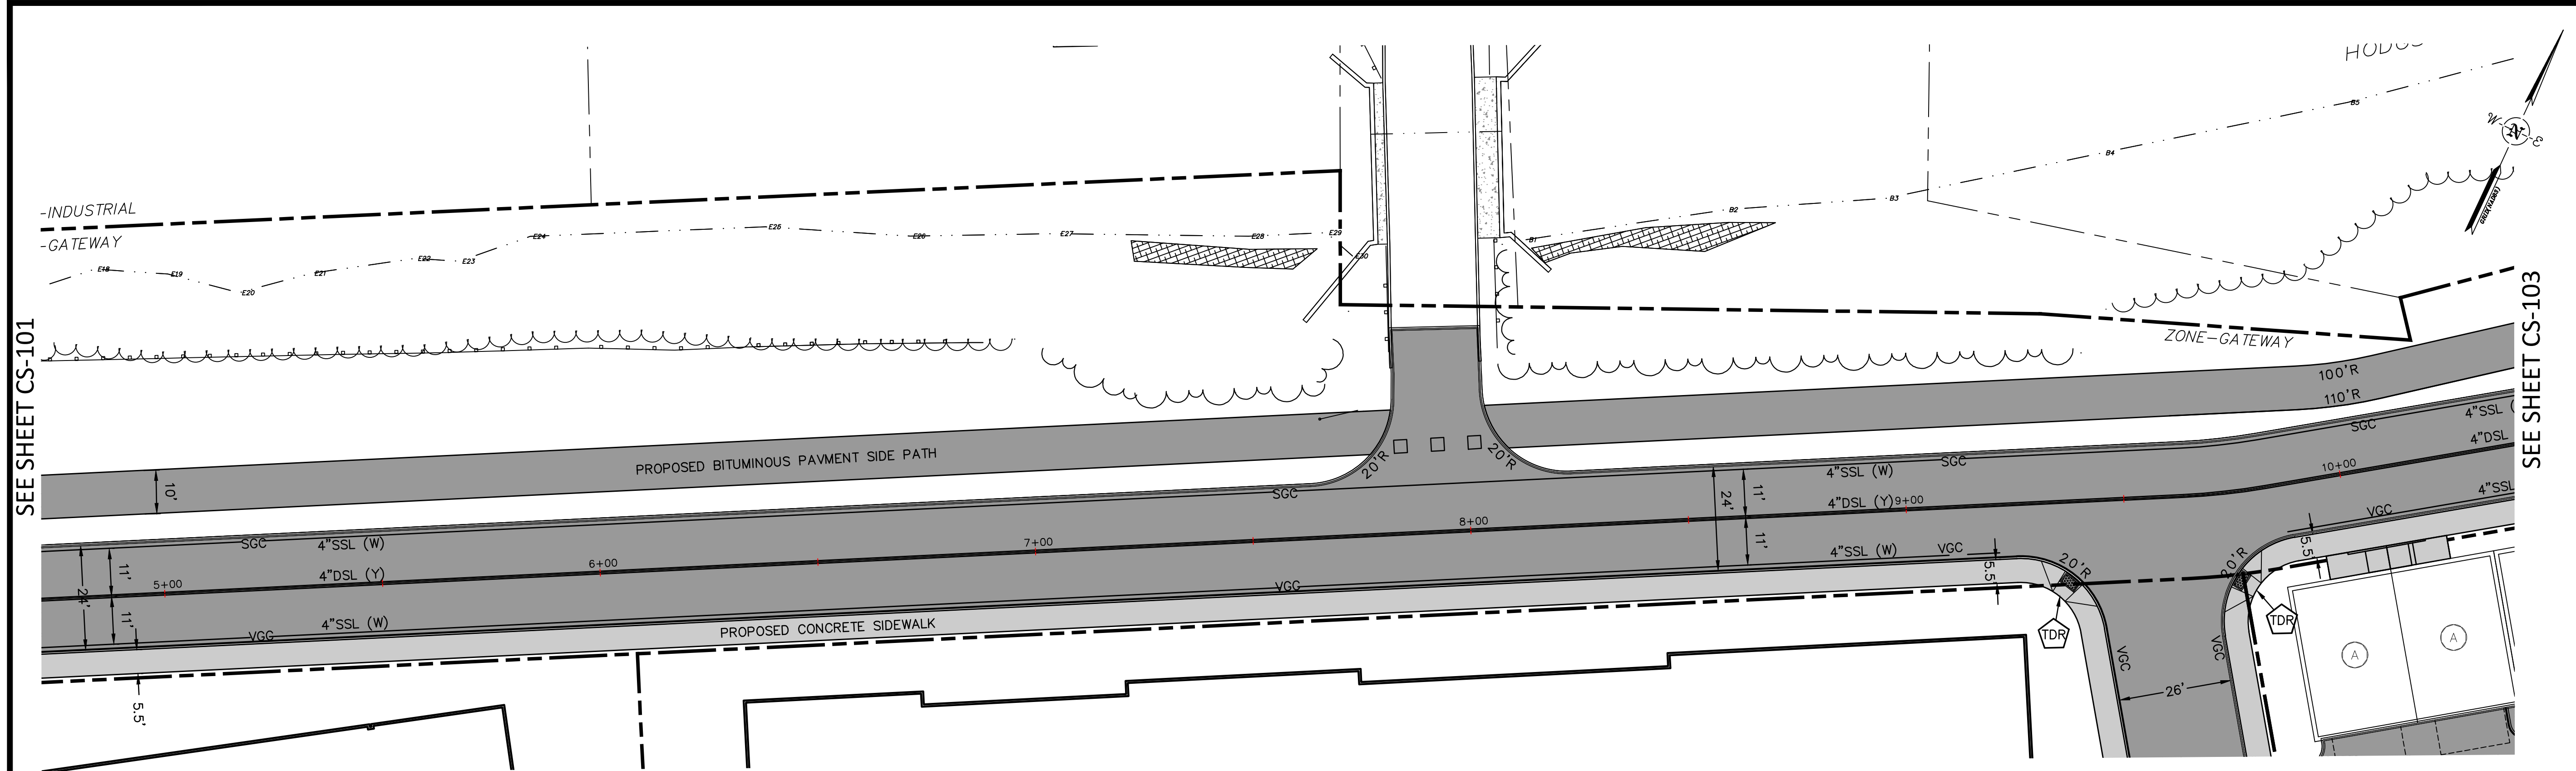 SEE SHEET CS-101
-INDUSTRIAL
-GATEWAY
E18
E19
E20
E21
E22
E23
E24
E25
E26
E27
E28
E29
E30
B1
B2
B3
B4
B5
W
N
E
GRID(NAD83)
ZONE-GATEWAY
SEE SHEET CS-103
100'R
110'R
PROPOSED BITUMINOUS PAVMENT SIDE PATH
10'
20'R
20'R
SGC
SGC
SGC
SGC
4"SSL (W)
4"SSL (W)
4"SSL (
4"DSL (Y)
4"DSL (Y)
4"DSL
5+00
6+00
7+00
8+00
9+00
10+00
24'
11'
11'
24'
11'
11'
4"SSL (W)
4"SSL (W)
4"SSL
VGC
VGC
VGC
VGC
5.5'
5.5'
5.5'
PROPOSED CONCRETE SIDEWALK
20'R
20'R
TDR
TDR
VGC
VGC
26'
A
A